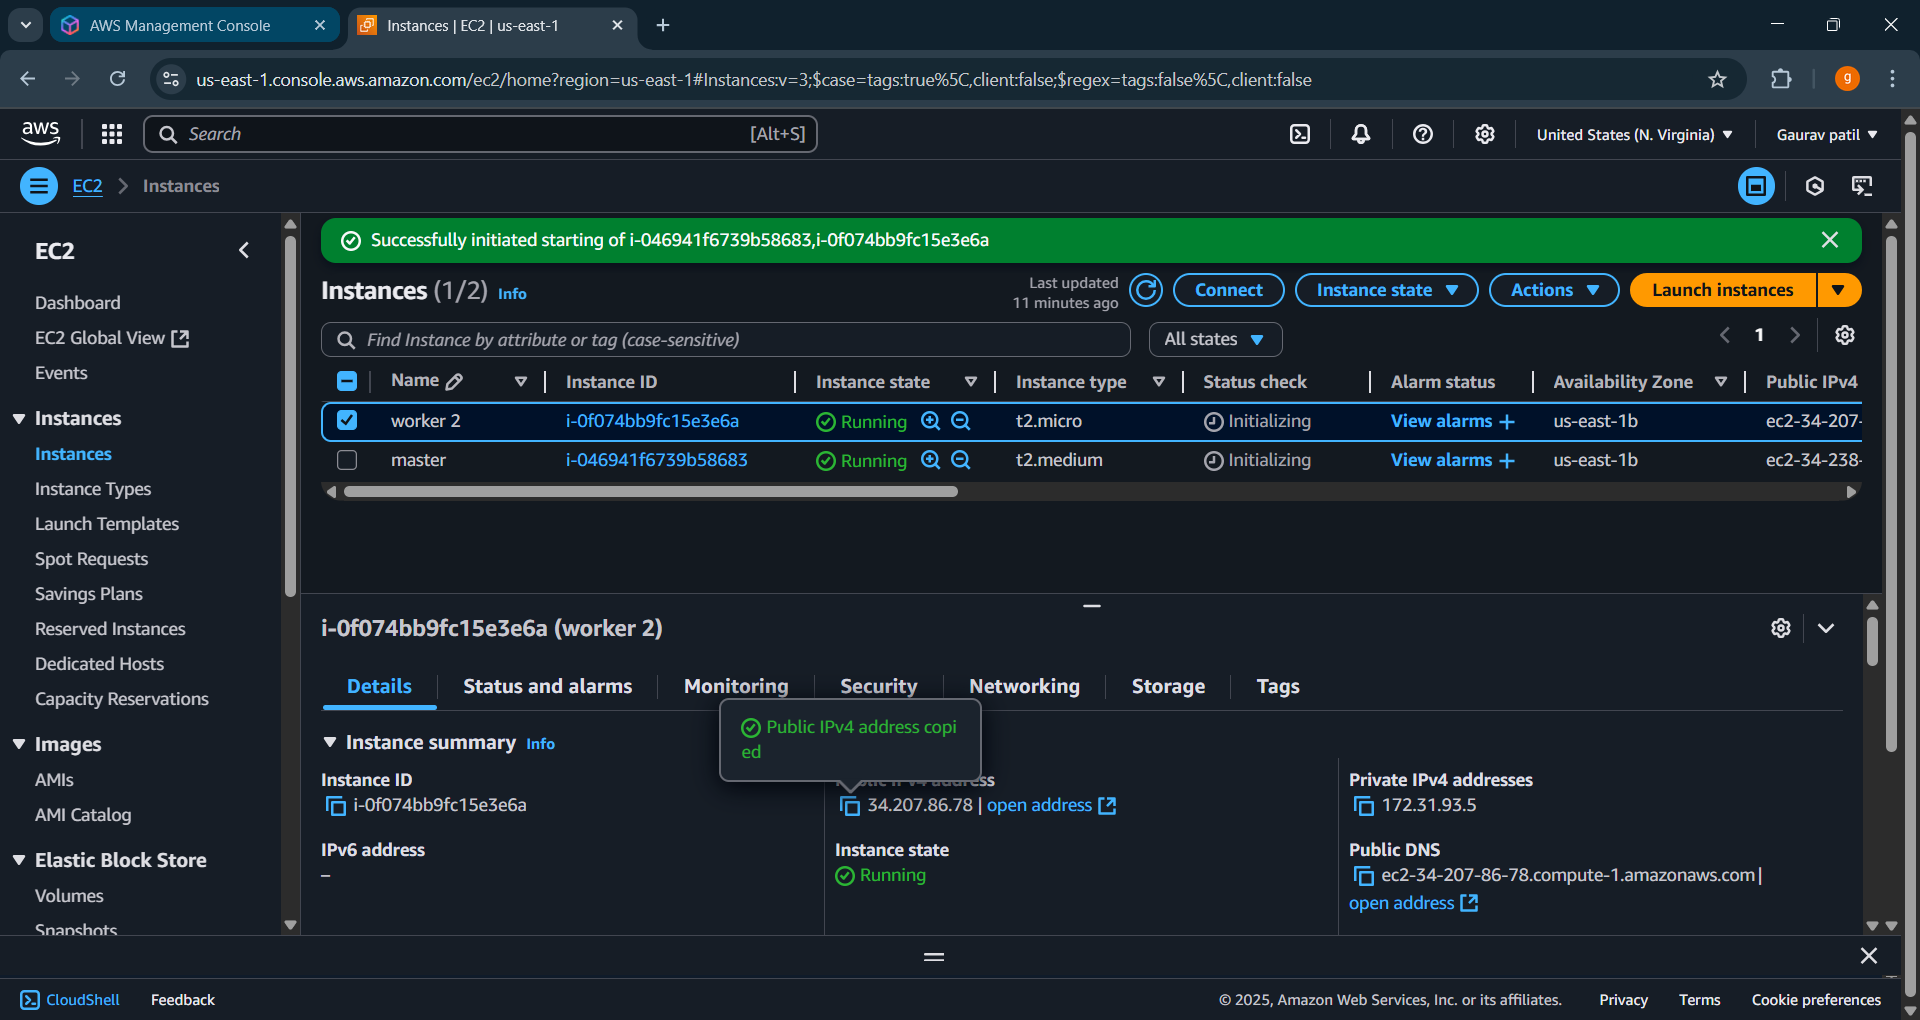 AWS Management Console
Instances | EC2 | us-east-1
us-east-1.console.aws.amazon.com/ec2/home?region=us-east-1#Instances:v=3;$case=tags:true%5C,client:false;$regex=tags:false%5C,client:false
g
aws
Search [Alt+S]
United States (N. Virginia)
Gaurav patil
EC2 > Instances
EC2
Dashboard
EC2 Global View
Events
Instances
Instances
Instance Types
Launch Templates
Spot Requests
Savings Plans
Reserved Instances
Dedicated Hosts
Capacity Reservations
Images
AMIs
AMI Catalog
Elastic Block Store
Volumes
Snapshots
Successfully initiated starting of i-046941f6739b58683,i-0f074bb9fc15e3e6a
Instances (1/2) Info
Last updated
11 minutes ago
Connect
Instance state
Actions
Launch instances
Find Instance by attribute or tag (case-sensitive)
All states
1
Name Instance ID Instance state Instance type Status check Alarm status Availability Zone Public IPv4
worker 2 i-0f074bb9fc15e3e6a Running t2.micro Initializing View alarms + us-east-1b ec2-34-207-
master i-046941f6739b58683 Running t2.medium Initializing View alarms + us-east-1b ec2-34-238-
i-0f074bb9fc15e3e6a (worker 2)
Details Status and alarms Monitoring Security Networking Storage Tags
Public IPv4 address copi
ed
Instance summary Info
Instance ID
i-0f074bb9fc15e3e6a
Public IPv4 address
34.207.86.78 | open address
Private IPv4 addresses
172.31.93.5
IPv6 address
–
Instance state
Running
Public DNS
ec2-34-207-86-78.compute-1.amazonaws.com |
open address
CloudShell
Feedback
© 2025, Amazon Web Services, Inc. or its affiliates.
Privacy
Terms
Cookie preferences